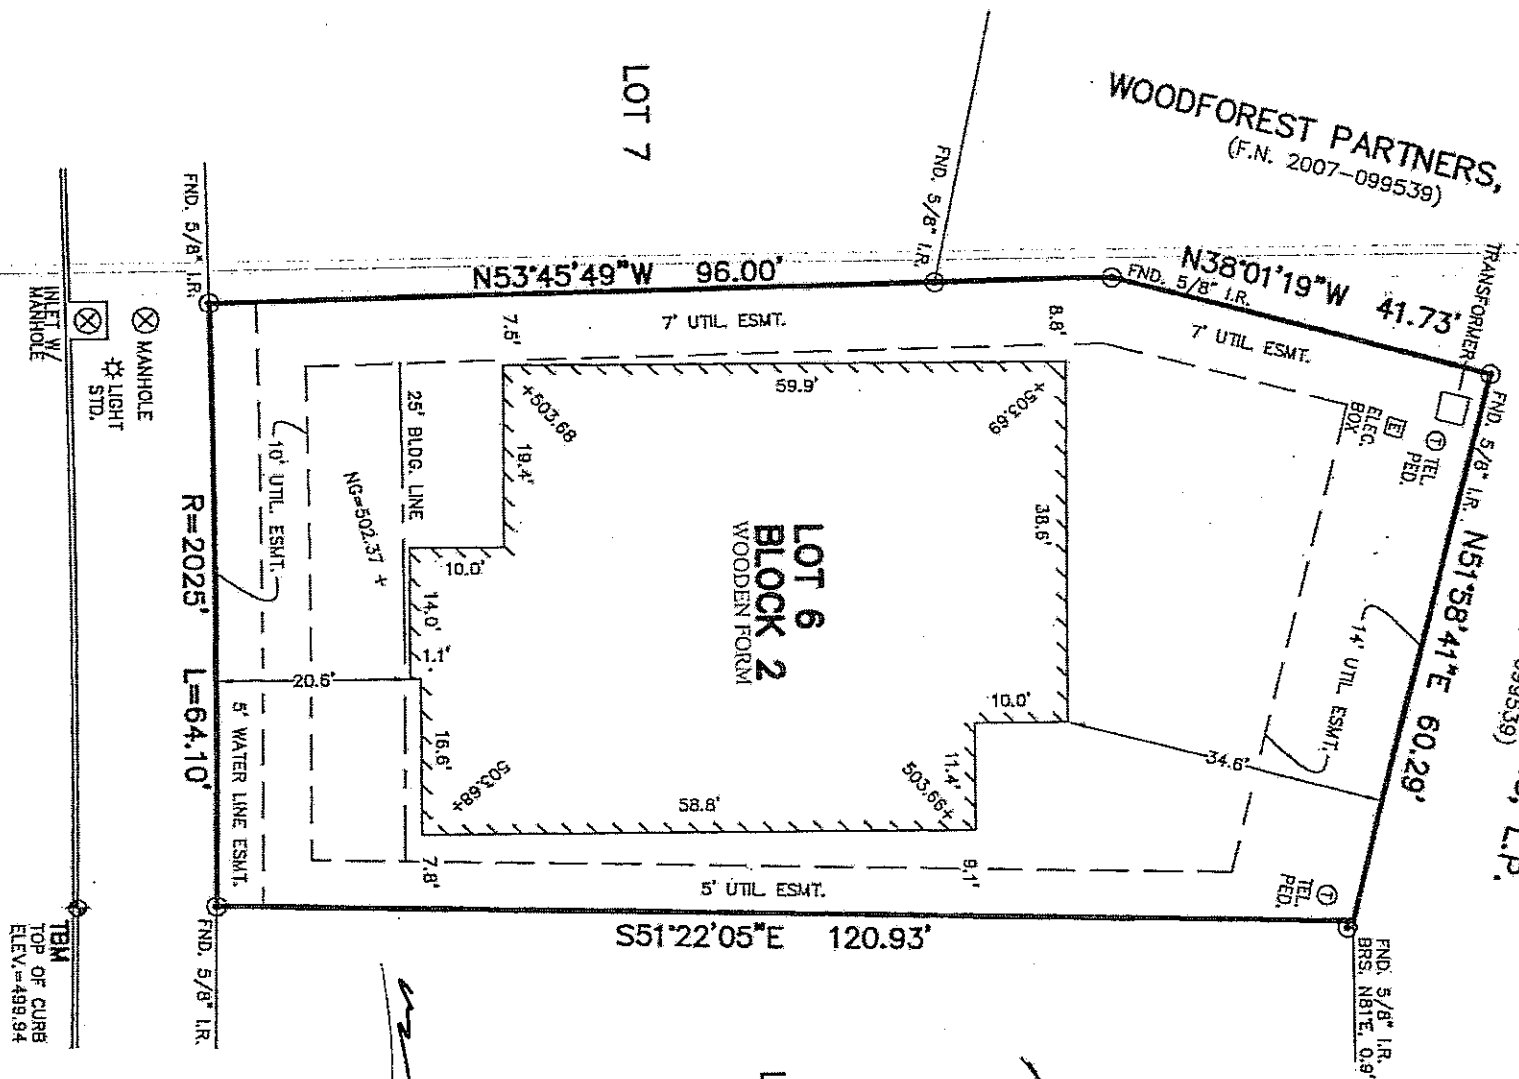 WOODFOREST PARTNERS,
(F.N. 2007-099539)
LOT 7
FND. 5/8" I.R.
FND. 5/8" I.R.
N53°45'49"W 96.00'
FND. 5/8" I.R.
N38°01'19"W 41.73'
TRANSFORMER
FND. 5/8" I.R.
N51°58'41"E 60.29'
099539)
L.P.
7' UTIL. ESMT.
7' UTIL. ESMT.
7.5'
8.8'
ELEC.
BOX
E
T
TEL.
PED.
INLET W/
MANHOLE
MANHOLE
LIGHT
STD.
10' UTIL. ESMT.
25' BLDG. LINE
NG=502.37 +
+503.68
59.9'
+503.69
19.4'
38.6'
10.0'
14.0'
1.1'
LOT 6
BLOCK 2
WOODEN FORM
10.0'
14' UTIL. ESMT.
R=2025' L=64.10'
20.6'
16.6'
503.68+
58.8'
503.66+
11.4'
34.6'
5' WATER LINE ESMT.
7.8'
5' UTIL. ESMT.
9.1'
T
TEL.
PED.
S51°22'05"E 120.93'
FND. 5/8" I.R.
FND. 5/8" I.R.
BRS. N81°E, 0.9'
TBM
TOP OF CURB
ELEV.=499.94
L